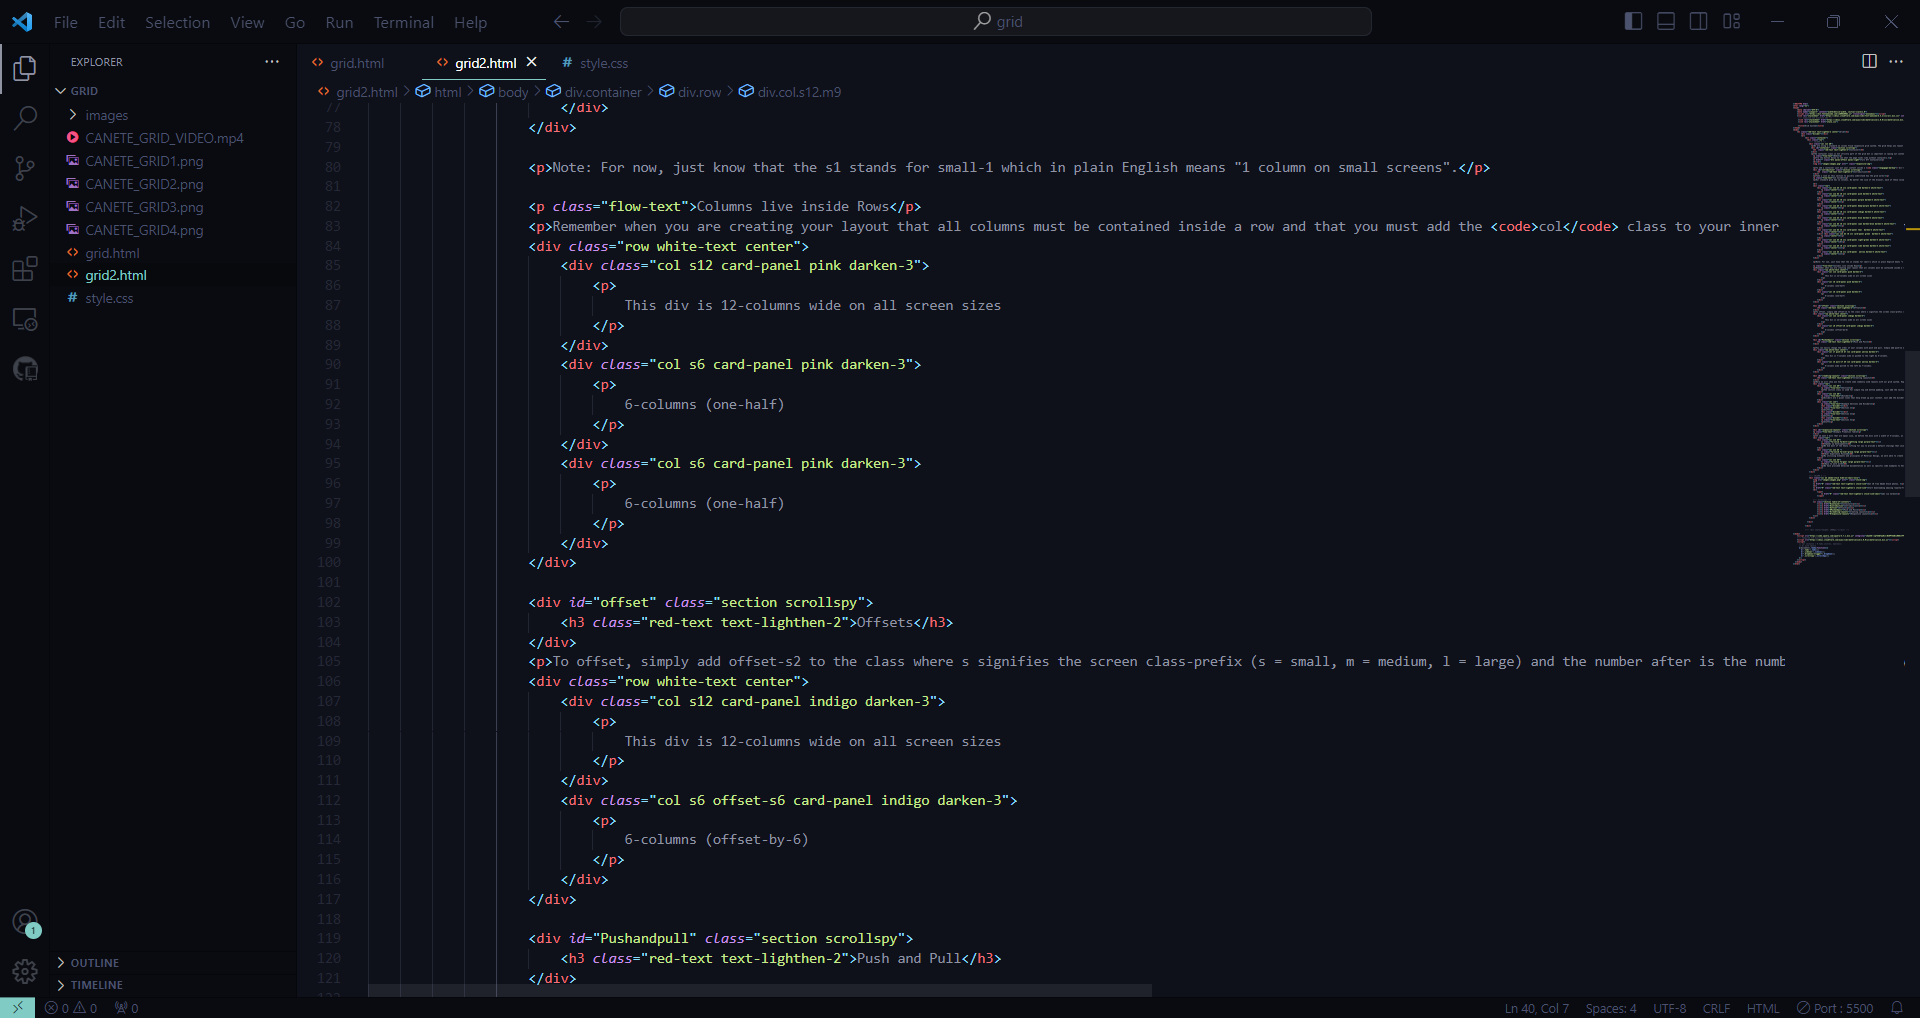 File Edit Selection View Go Run Terminal Help
grid
EXPLORER
GRID
images
CANETE_GRID_VIDEO.mp4
CANETE_GRID1.png
CANETE_GRID2.png
CANETE_GRID3.png
CANETE_GRID4.png
grid.html
grid2.html
# style.css
OUTLINE
TIMELINE
grid.html grid2.html # style.css
grid2.html > html > body > div.container > div.row > div.col.s12.m9
77 </div>
78 </div>
79
80 <p>Note: For now, just know that the s1 stands for small-1 which in plain English means "1 column on small screens".</p>
81
82 <p class="flow-text">Columns live inside Rows</p>
83 <p>Remember when you are creating your layout that all columns must be contained inside a row and that you must add the <code>col</code> class to your inner
84 <div class="row white-text center">
85 <div class="col s12 card-panel pink darken-3">
86 <p>
87 This div is 12-columns wide on all screen sizes
88 </p>
89 </div>
90 <div class="col s6 card-panel pink darken-3">
91 <p>
92 6-columns (one-half)
93 </p>
94 </div>
95 <div class="col s6 card-panel pink darken-3">
96 <p>
97 6-columns (one-half)
98 </p>
99 </div>
100 </div>
101
102 <div id="offset" class="section scrollspy">
103 <h3 class="red-text text-lighten-2">Offsets</h3>
104 </div>
105 <p>To offset, simply add offset-s2 to the class where s signifies the screen class-prefix (s = small, m = medium, l = large) and the number after is the numb
106 <div class="row white-text center">
107 <div class="col s12 card-panel indigo darken-3">
108 <p>
109 This div is 12-columns wide on all screen sizes
110 </p>
111 </div>
112 <div class="col s6 offset-s6 card-panel indigo darken-3">
113 <p>
114 6-columns (offset-by-6)
115 </p>
116 </div>
117 </div>
118
119 <div id="Pushandpull" class="section scrollspy">
120 <h3 class="red-text text-lighten-2">Push and Pull</h3>
121 </div>
1
0 0 0
Ln 40, Col 7 Spaces: 4 UTF-8 CRLF HTML Port : 5500